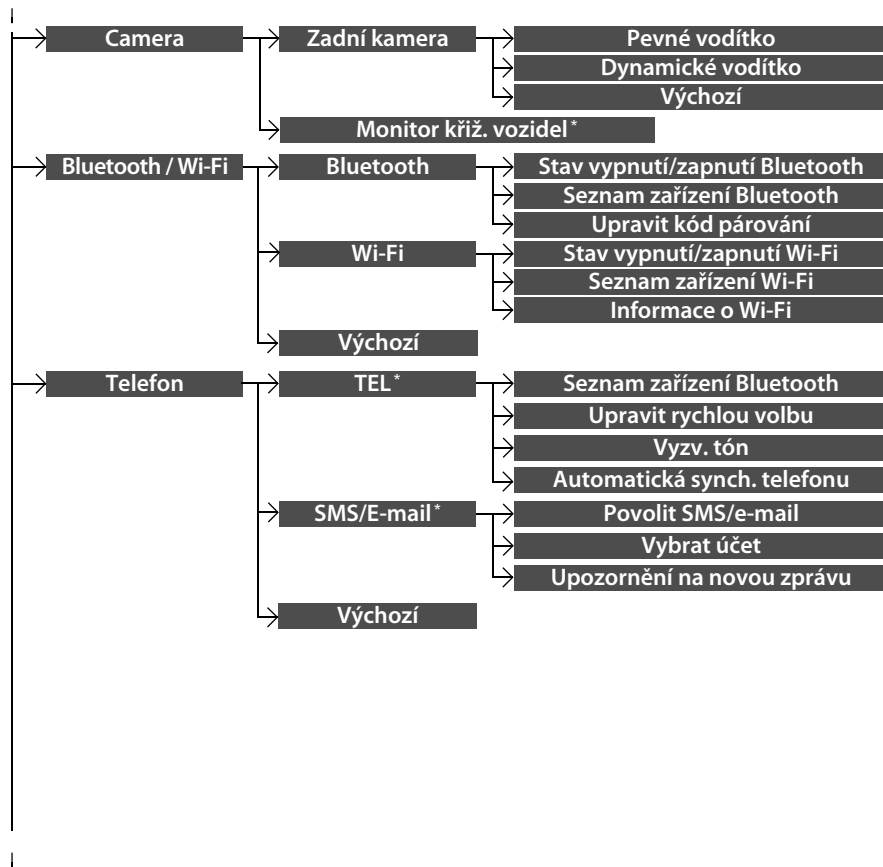 Camera
Zadní kamera
Pevné vodítko
Dynamické vodítko
Výchozí
Monitor křiž. vozidel*
Bluetooth / Wi-Fi
Bluetooth
Stav vypnutí/zapnutí Bluetooth
Seznam zařízení Bluetooth
Upravit kód párování
Wi-Fi
Stav vypnutí/zapnutí Wi-Fi
Seznam zařízení Wi-Fi
Informace o Wi-Fi
Výchozí
Telefon
TEL*
Seznam zařízení Bluetooth
Upravit rychlou volbu
Vyzv. tón
Automatická synch. telefonu
SMS/E-mail*
Povolit SMS/e-mail
Vybrat účet
Upozornění na novou zprávu
Výchozí